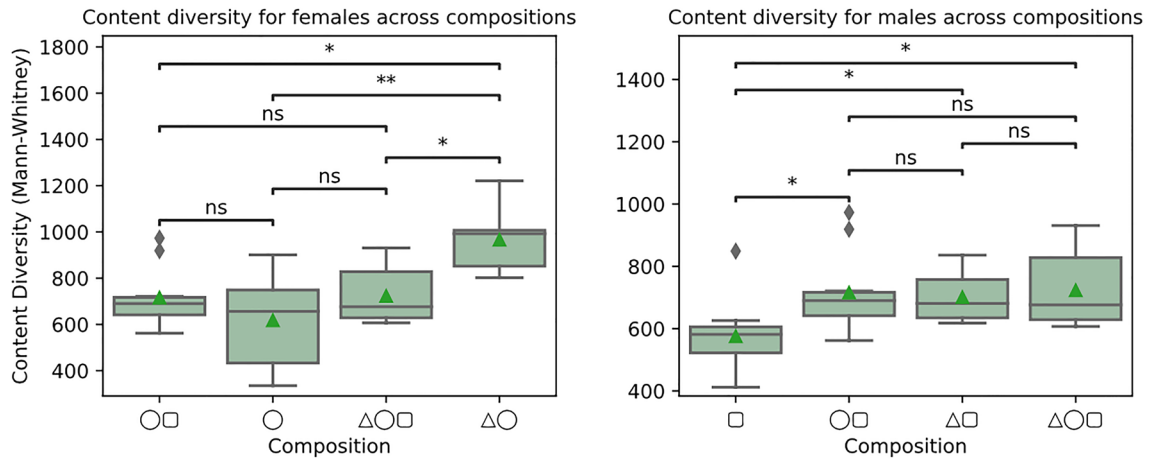 Content diversity for females across compositions
Content Diversity (Mann-Whitney)
1800
1600
1400
1200
1000
800
600
400
*
**
ns
*
ns
ns
○□
○
△○□
△○
Composition
Content diversity for males across compositions
1400
1200
1000
800
600
400
*
*
ns
ns
ns
*
□
○□
△□
△○□
Composition